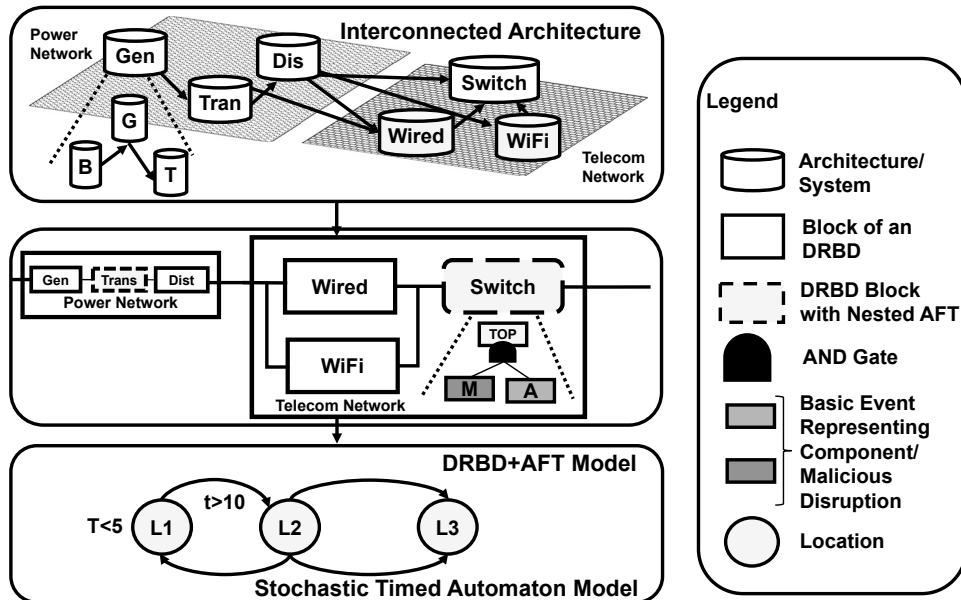 Power
Network
Interconnected Architecture
Gen
Dis
Switch
Tran
Wired
WiFi
G
B
T
Telecom
Network
Gen
Trans
Dist
Power Network
Wired
WiFi
Telecom Network
Switch
TOP
M
A
DRBD+AFT Model
T<5
L1
t>10
L2
L3
Stochastic Timed Automaton Model
Legend
Architecture/
System
Block of an
DRBD
DRBD Block
with Nested AFT
AND Gate
Basic Event
Representing
Component/
Malicious
Disruption
Location